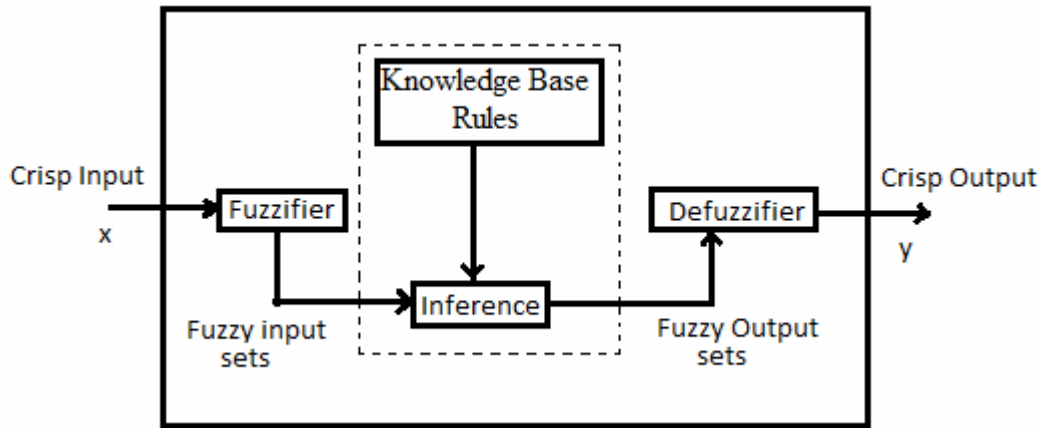 Knowledge Base
Rules
Crisp Input
x
Fuzzifier
Defuzzifier
Crisp Output
y
Inference
Fuzzy input
sets
Fuzzy Output
sets